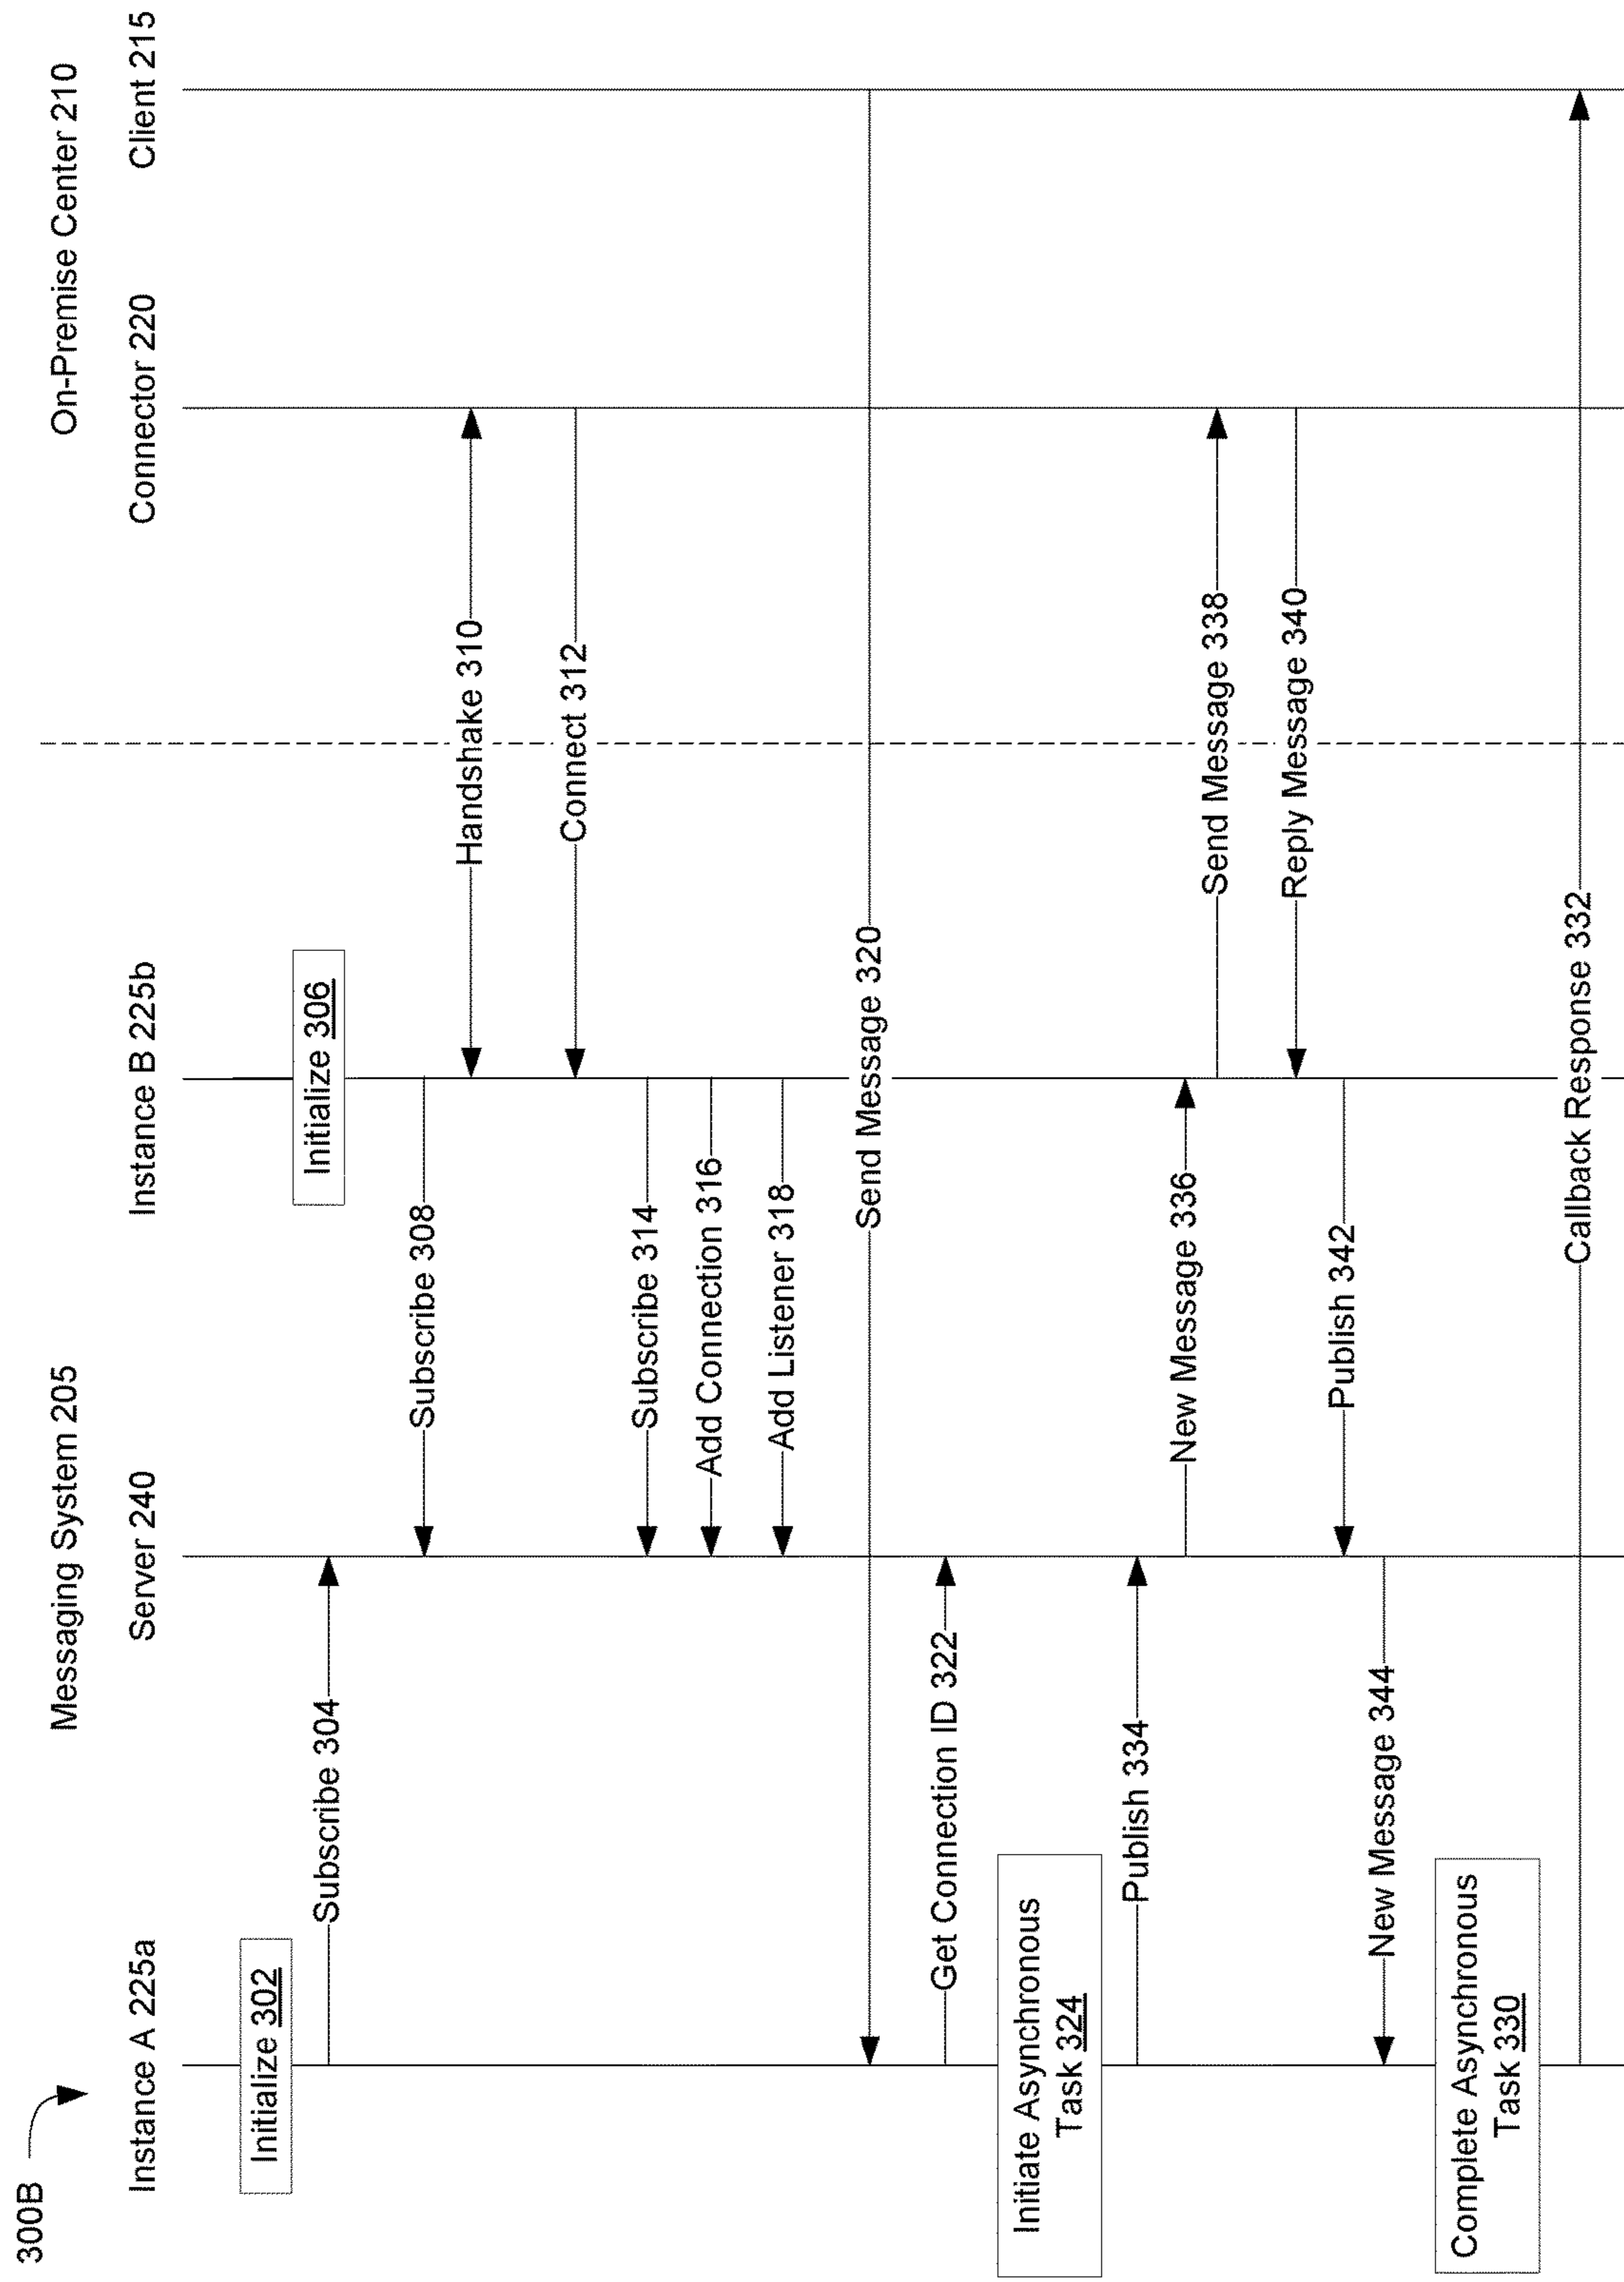 300B
Messaging System 205
On-Premise Center 210
Instance A 225a
Server 240
Instance B 225b
Connector 220
Client 215
Initialize 302
Initialize 306
Subscribe 304
Subscribe 308
Handshake 310
Connect 312
Subscribe 314
Add Connection 316
Add Listener 318
Send Message 320
Get Connection ID 322
Initiate Asynchronous
Task 324
Publish 334
New Message 336
Send Message 338
Reply Message 340
Publish 342
New Message 344
Complete Asynchronous
Task 330
Callback Response 332